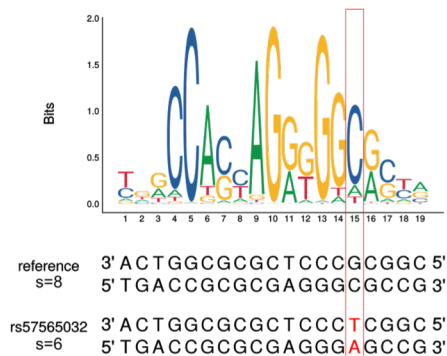 2.0
1.5
1.0
0.5
0.0
Bits
1 2 3 4 5 6 7 8 9 10 11 12 13 14 15 16 17 18 19
reference
s=8
3' A C T G G C G C G C T C C C G C G G C 5'
5' T G A C C G C G C G A G G G C G C C G 3'
rs57565032
s=6
3' A C T G G C G C G C T C C C T C G G C 5'
5' T G A C C G C G C G A G G G A G C C G 3'